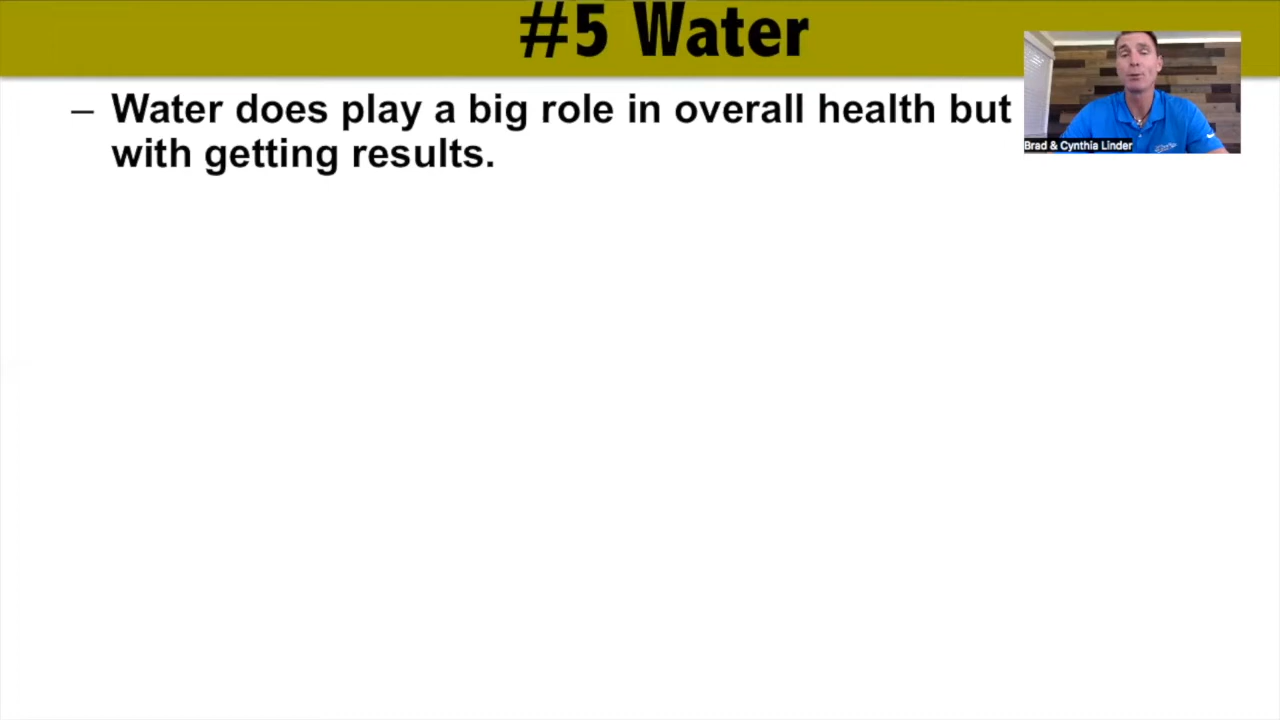 #5 Water
– Water does play a big role in overall health but
with getting results.
Brad & Cynthia Linder